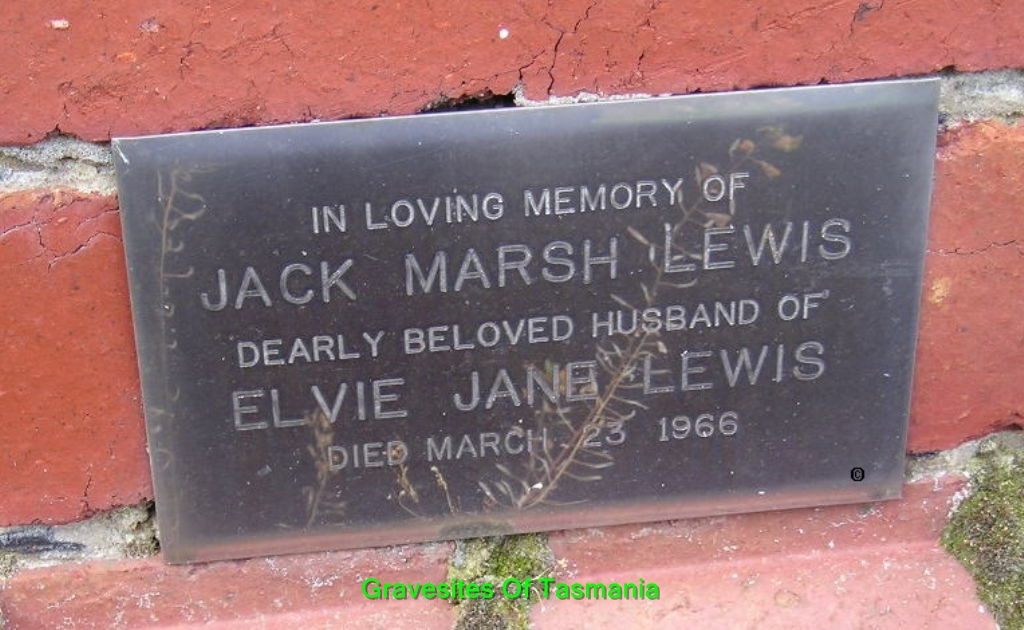 IN LOVING MEMORY OF
JACK MARSH LEWIS
DEARLY BELOVED HUSBAND OF
ELVIE JANE LEWIS
DIED MARCH 23 1966
©
Gravesites Of Tasmania